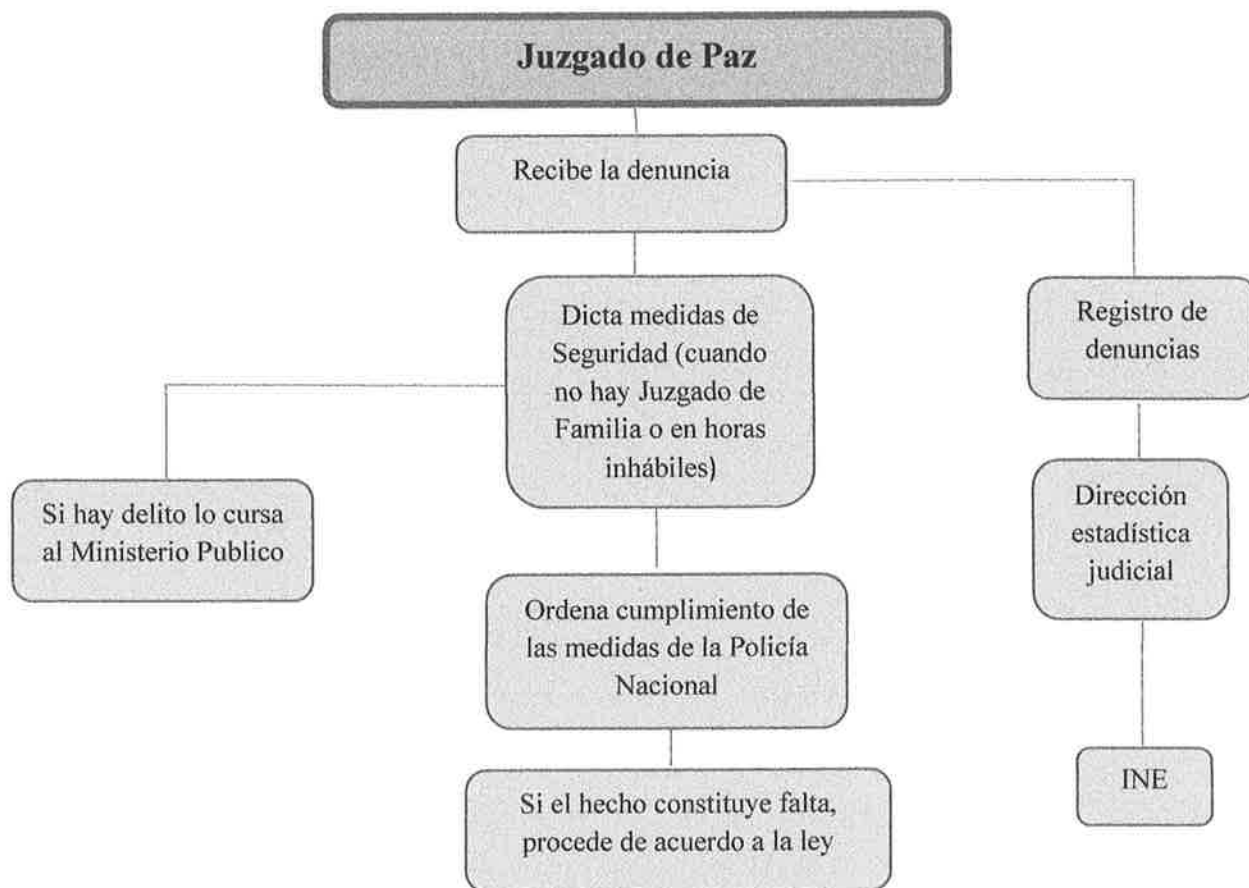 Juzgado de Paz
Recibe la denuncia
Dicta medidas de
Seguridad (cuando
no hay Juzgado de
Familia o en horas
inhábiles)
Registro de
denuncias
Si hay delito lo cursa
al Ministerio Publico
Dirección
estadística
judicial
Ordena cumplimiento de
las medidas de la Policía
Nacional
INE
Si el hecho constituye falta,
procede de acuerdo a la ley